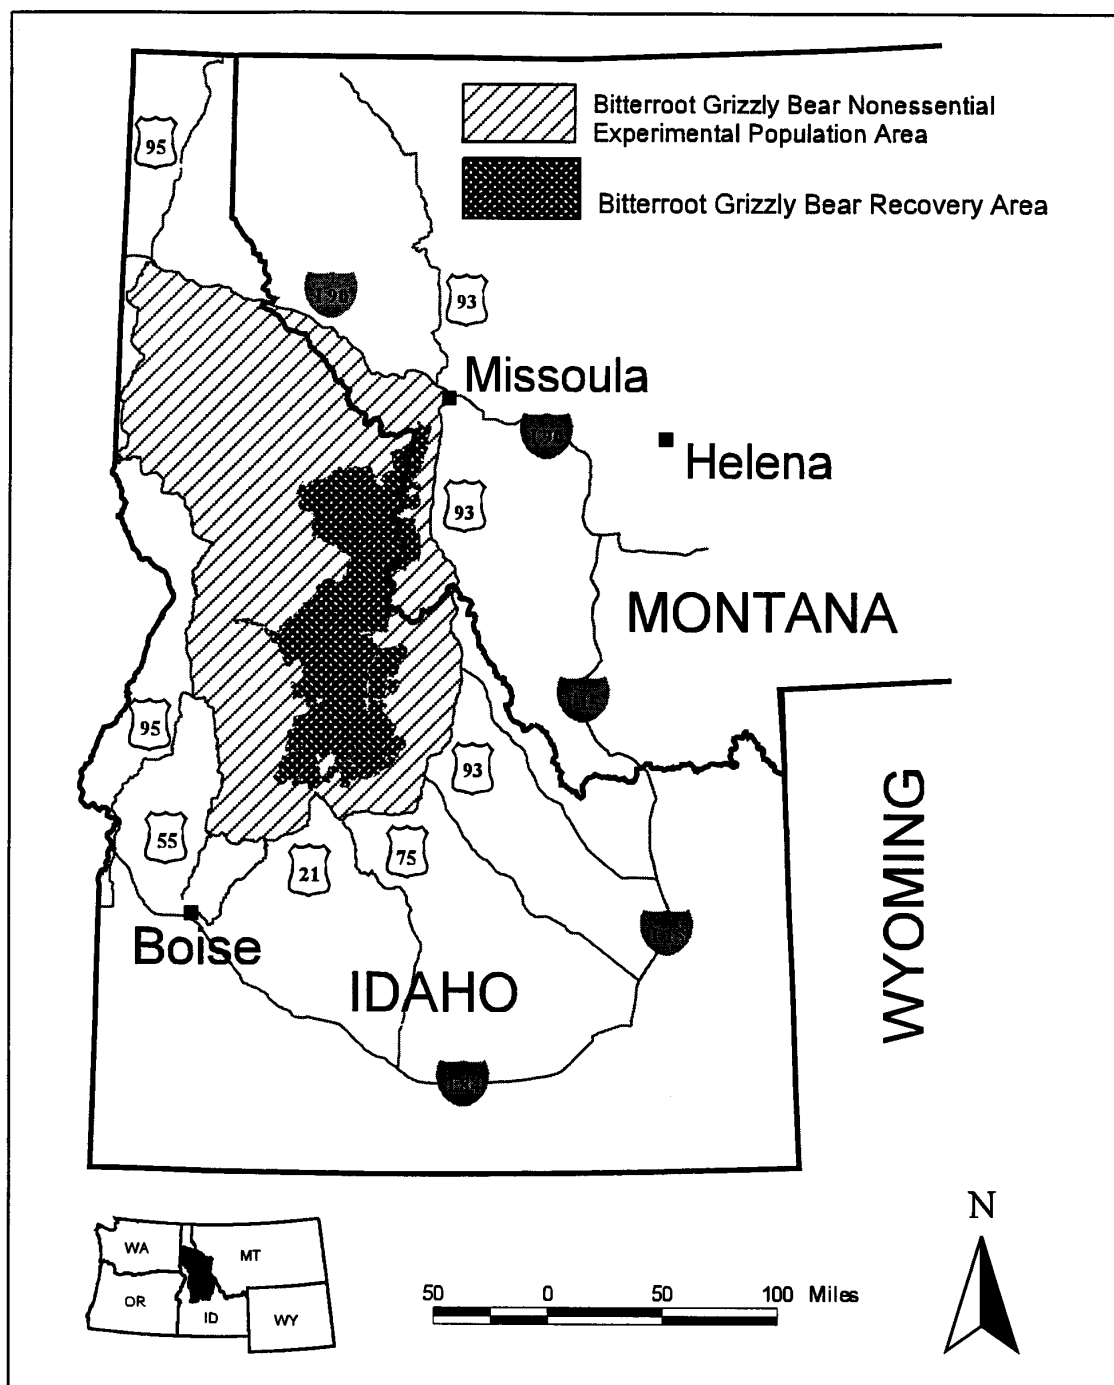 Bitterroot Grizzly Bear Nonessential
Experimental Population Area
Bitterroot Grizzly Bear Recovery Area
95
I 90
93
Missoula
Helena
93
MONTANA
95
93
WYOMING
55
75
21
Boise
IDAHO
N
WA
MT
OR
ID
WY
50
0
50
100 Miles